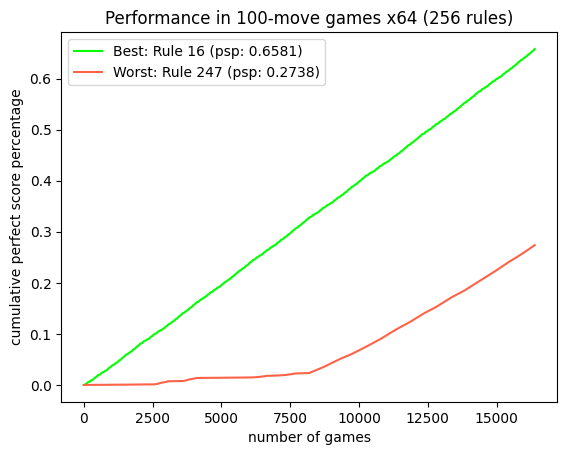 Performance in 100-move games x64 (256 rules)
Best: Rule 16 (psp: 0.6581)
Worst: Rule 247 (psp: 0.2738)
cumulative perfect score percentage
0.6
0.5
0.4
0.3
0.2
0.1
0.0
0 2500 5000 7500 10000 12500 15000
number of games